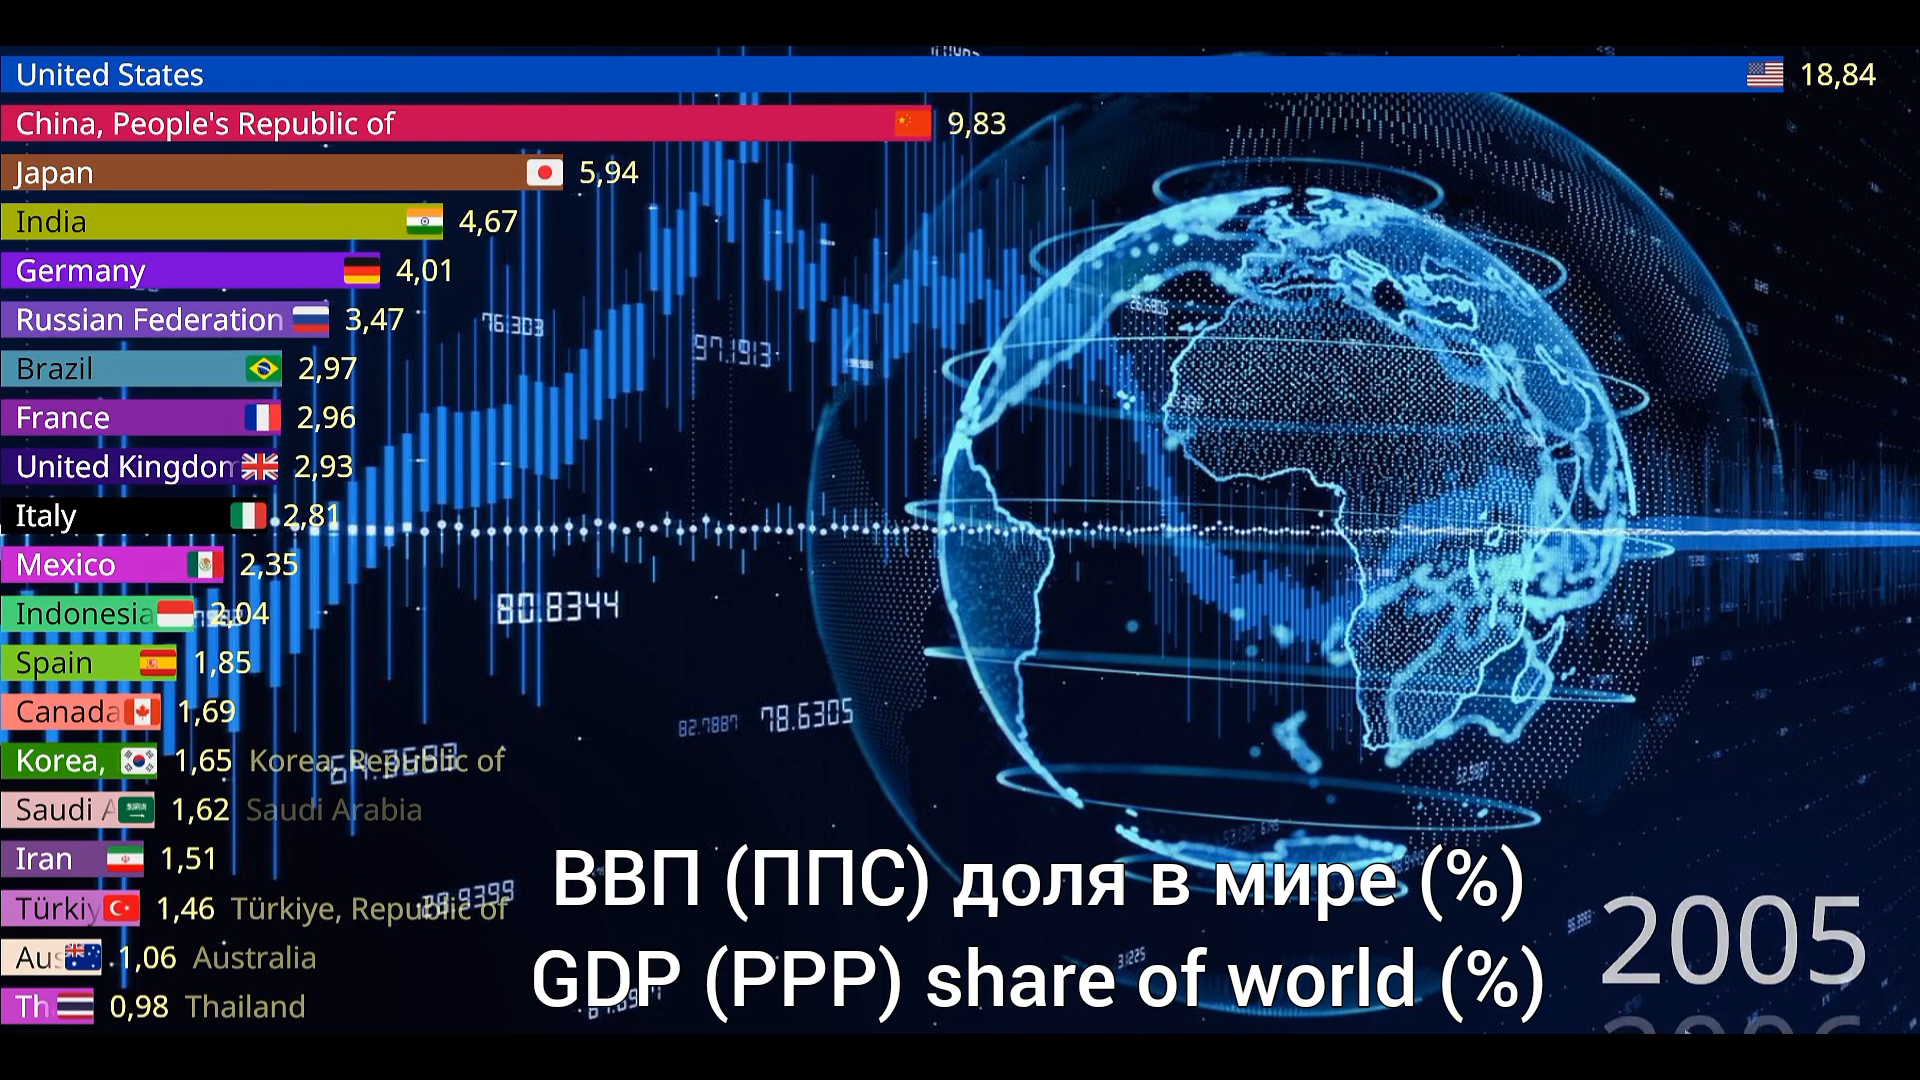 United States 18,84
China, People's Republic of 9,83
Japan 5,94
India 4,67
Germany 4,01
Russian Federation 3,47
Brazil 2,97
France 2,96
United Kingdom 2,93
Italy 2,81
Mexico 2,35
Indonesia 2,04
Spain 1,85
Canada 1,69
Korea, 1,65 Korea, Republic of
Saudi A 1,62 Saudi Arabia
Iran 1,51
Türkiy 1,46 Türkiye, Republic of
Aus 1,06 Australia
Th 0,98 Thailand
76.303
97.1913
80.8344
82.7887 78.6305
64.3683
28.9399
ВВП (ППС) доля в мире (%)
GDP (PPP) share of world (%)
2005